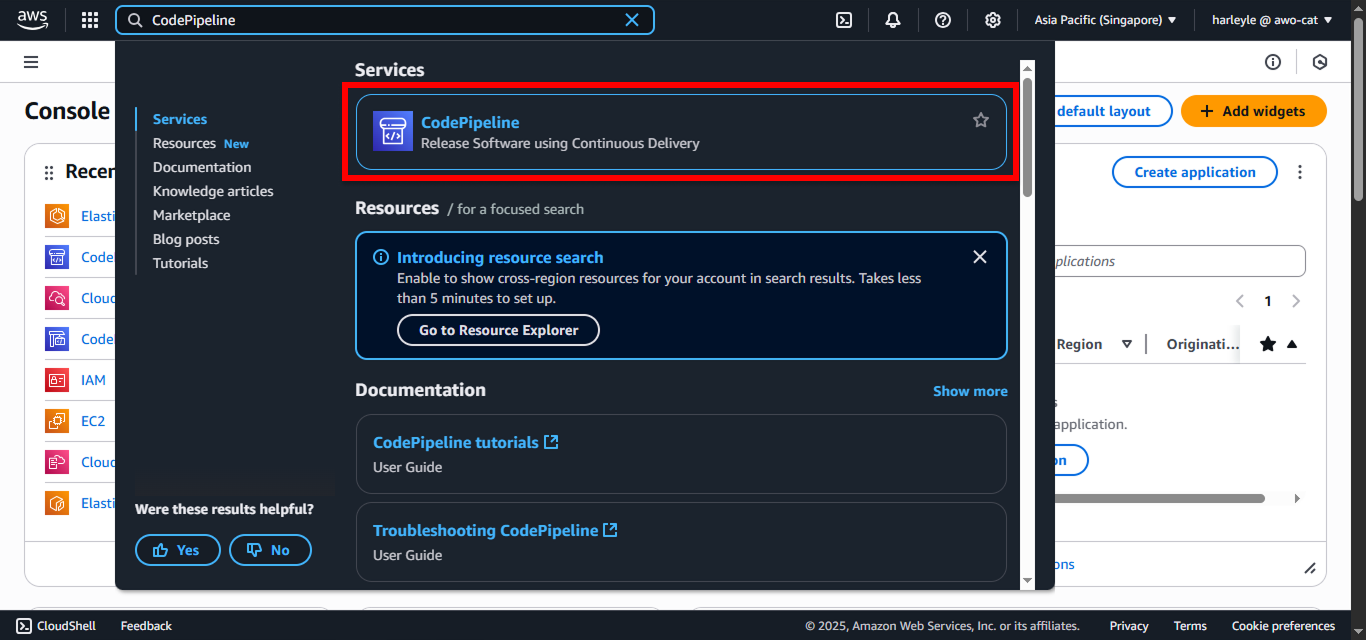 aws
CodePipeline
Asia Pacific (Singapore)
harleyle @ awo-cat
Console
default layout
Add widgets
Recen
Elasti
Code
Cloud
Code
IAM
EC2
Cloud
Elasti
Services
Resources New
Documentation
Knowledge articles
Marketplace
Blog posts
Tutorials
Were these results helpful?
Yes
No
Services
CodePipeline
Release Software using Continuous Delivery
Resources / for a focused search
Introducing resource search
Enable to show cross-region resources for your account in search results. Takes less
than 5 minutes to set up.
Go to Resource Explorer
Documentation
Show more
CodePipeline tutorials
User Guide
Troubleshooting CodePipeline
User Guide
Create application
plications
1
Region
Originati...
s
application.
on
ons
CloudShell
Feedback
© 2025, Amazon Web Services, Inc. or its affiliates.
Privacy
Terms
Cookie preferences